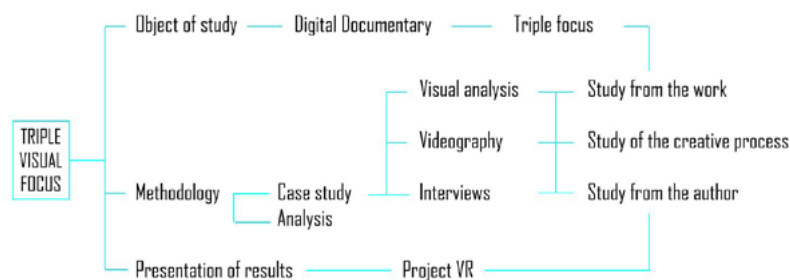 Object of study
Digital Documentary
Triple focus
Visual analysis
Study from the work
TRIPLE
VISUAL
FOCUS
Videography
Study of the creative process
Methodology
Case study
Analysis
Interviews
Study from the author
Presentation of results
Project VR